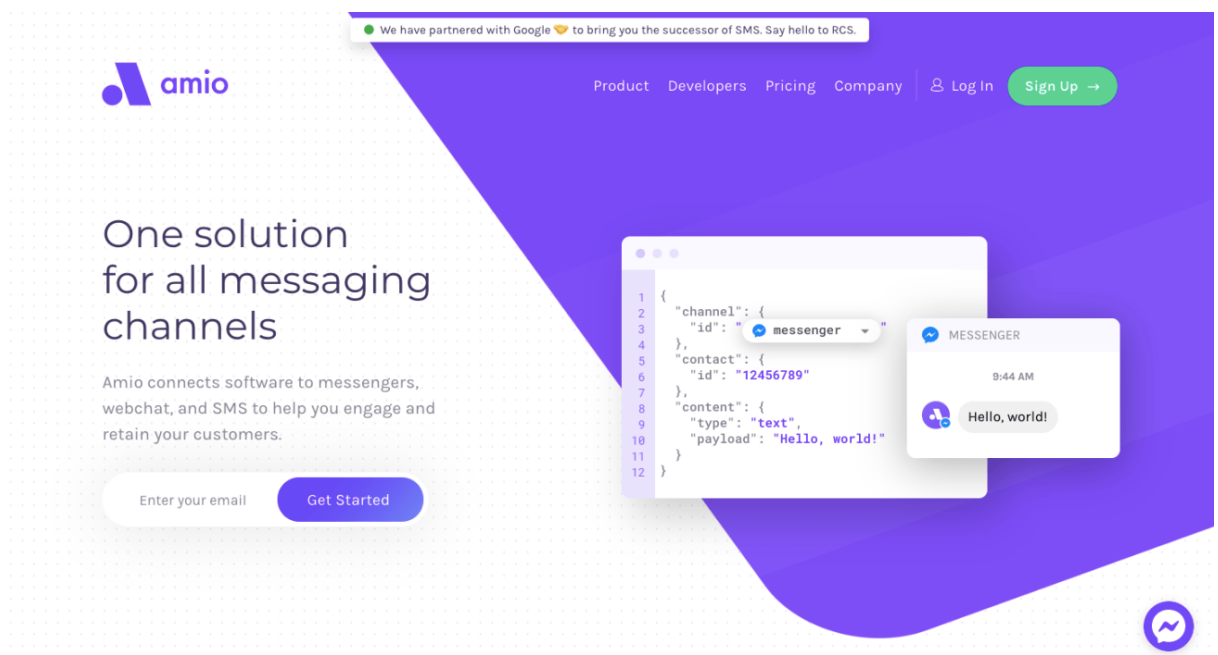 We have partnered with Google 🤝 to bring you the successor of SMS. Say hello to RCS.
amio
Product Developers Pricing Company Log In Sign Up →
One solution
for all messaging
channels
Amio connects software to messengers,
webchat, and SMS to help you engage and
retain your customers.
Enter your email Get Started
1 {
2 "channel": {
3 "id": " messenger "
4 },
5 "contact": {
6 "id": "12456789"
7 },
8 "content": {
9 "type": "text",
10 "payload": "Hello, world!"
11 }
12 }
MESSENGER
9:44 AM
Hello, world!